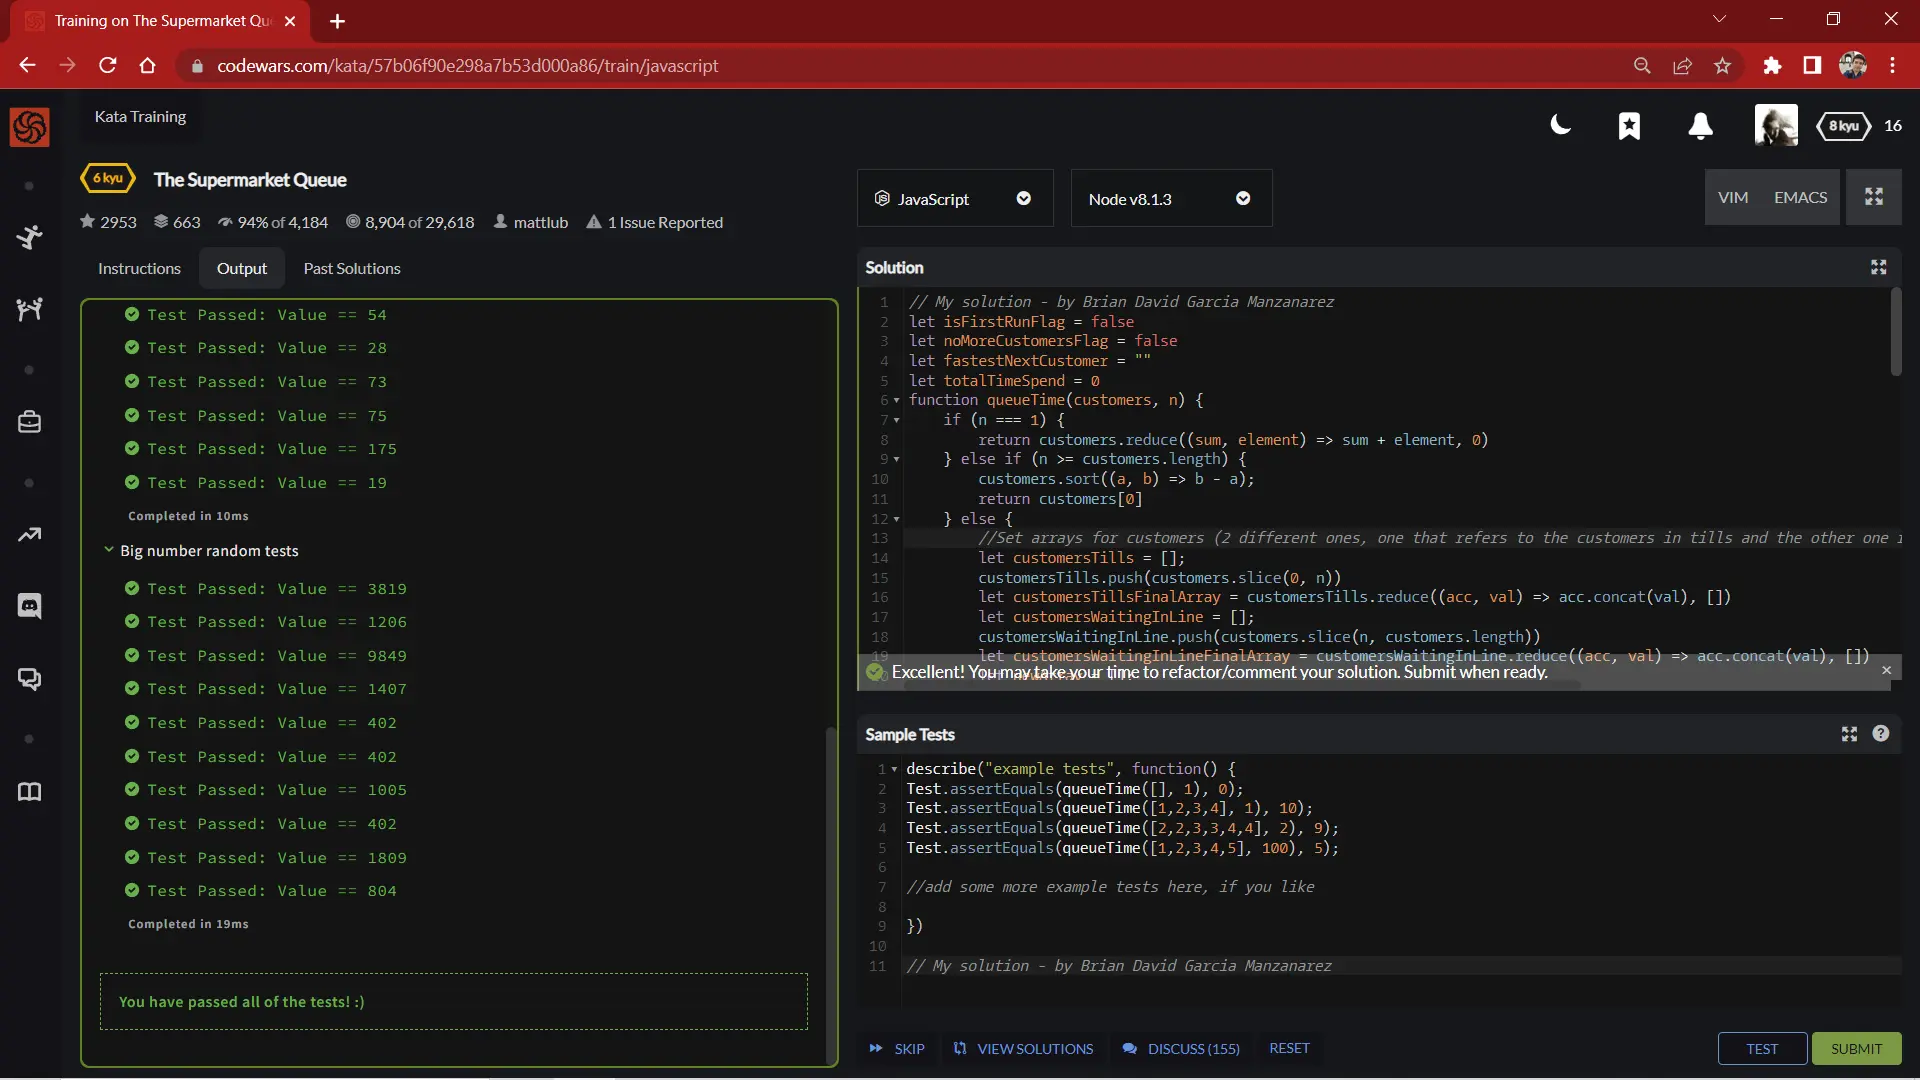 Training on The Supermarket Qu
codewars.com/kata/57b06f90e298a7b53d000a86/train/javascript
Kata Training
8 kyu 16
6 kyu The Supermarket Queue
2953 663 94% of 4,184 8,904 of 29,618 mattlub 1 Issue Reported
Instructions Output Past Solutions
Test Passed: Value == 54
Test Passed: Value == 28
Test Passed: Value == 73
Test Passed: Value == 75
Test Passed: Value == 175
Test Passed: Value == 19
Completed in 10ms
Big number random tests
Test Passed: Value == 3819
Test Passed: Value == 1206
Test Passed: Value == 9849
Test Passed: Value == 1407
Test Passed: Value == 402
Test Passed: Value == 402
Test Passed: Value == 1005
Test Passed: Value == 402
Test Passed: Value == 1809
Test Passed: Value == 804
Completed in 19ms
You have passed all of the tests! :)
JavaScript Node v8.1.3 VIM EMACS
Solution
1 // My solution - by Brian David Garcia Manzanarez
2 let isFirstRunFlag = false
3 let noMoreCustomersFlag = false
4 let fastestNextCustomer = ""
5 let totalTimeSpend = 0
6 function queueTime(customers, n) {
7 if (n === 1) {
8 return customers.reduce((sum, element) => sum + element, 0)
9 } else if (n >= customers.length) {
10 customers.sort((a, b) => b - a);
11 return customers[0]
12 } else {
13 //Set arrays for customers (2 different ones, one that refers to the customers in tills and the other one
14 let customersTills = [];
15 customersTills.push(customers.slice(0, n))
16 let customersTillsFinalArray = customersTills.reduce((acc, val) => acc.concat(val), [])
17 let customersWaitingInLine = [];
18 customersWaitingInLine.push(customers.slice(n, customers.length))
19 let customersWaitingInLineFinalArray = customersWaitingInLine.reduce((acc, val) => acc.concat(val), [])
Excellent! You may take your time to refactor/comment your solution. Submit when ready.
Sample Tests
1 describe("example tests", function() {
2 Test.assertEquals(queueTime([], 1), 0);
3 Test.assertEquals(queueTime([1,2,3,4], 1), 10);
4 Test.assertEquals(queueTime([2,2,3,3,4,4], 2), 9);
5 Test.assertEquals(queueTime([1,2,3,4,5], 100), 5);
6
7 //add some more example tests here, if you like
8
9 })
10
11 // My solution - by Brian David Garcia Manzanarez
SKIP VIEW SOLUTIONS DISCUSS (155) RESET TEST SUBMIT